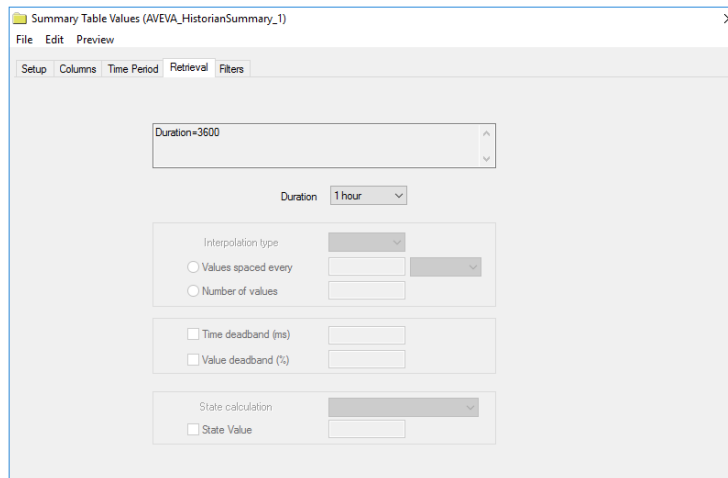 Summary Table Values (AVEVA_HistorianSummary_1)
File Edit Preview
Setup Columns Time Period Retrieval Filters
Duration=3600
Duration 1 hour
Interpolation type
Values spaced every
Number of values
Time deadband (ms)
Value deadband (%)
State calculation
State Value